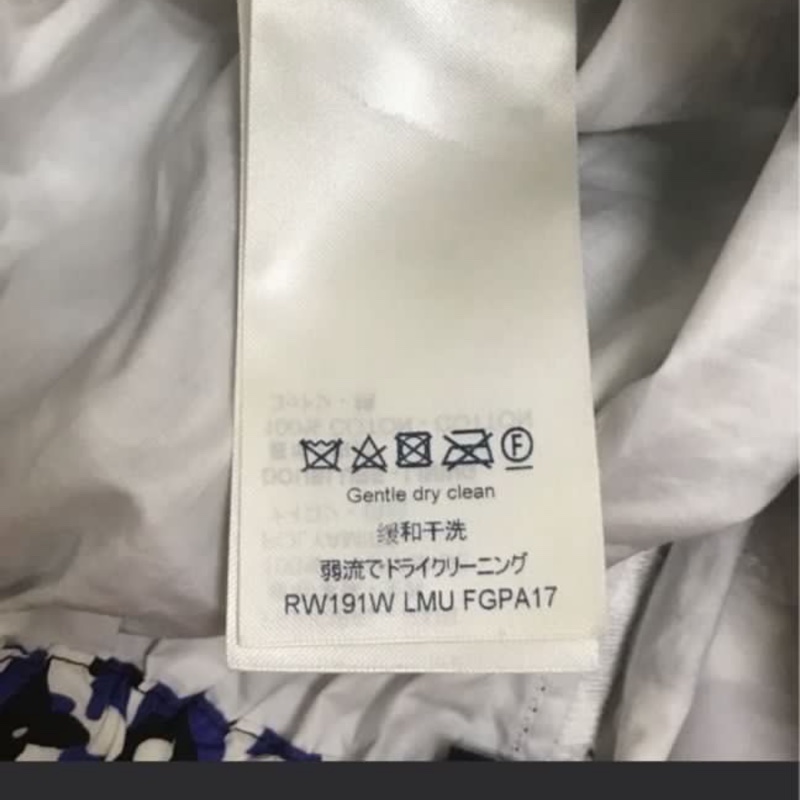 F
Gentle dry clean
缓和干洗
弱流でドライクリーニング
RW191W LMU FGPA17